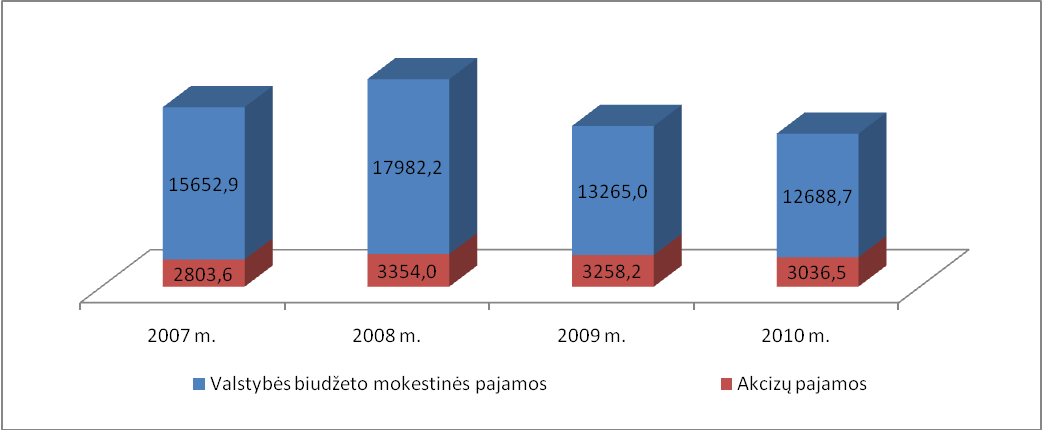 15652,9 17982,2 13265,0 12688,7
2803,6 3354,0 3258,2 3036,5
2007 m. 2008 m. 2009 m. 2010 m.
Valstybės biudžeto mokestinės pajamos Akcizų pajamos